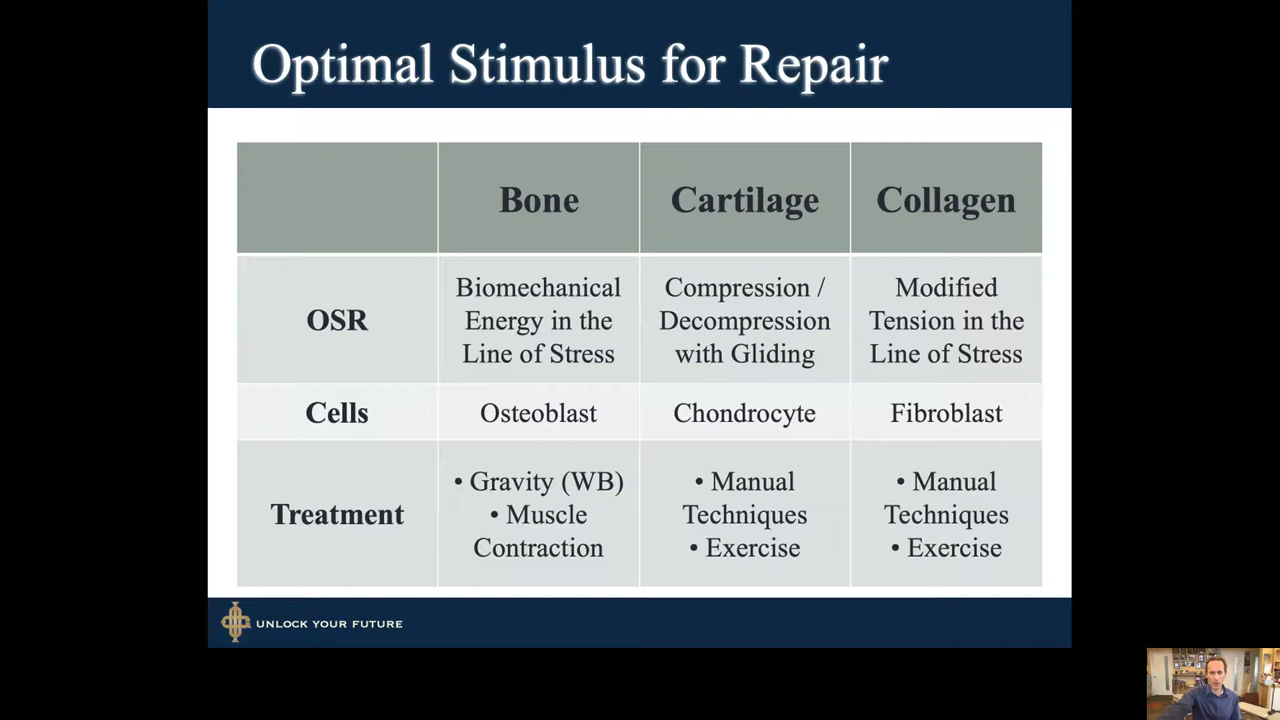 Optimal Stimulus for Repair
Bone
Cartilage
Collagen
OSR
Biomechanical
Energy in the
Line of Stress
Compression /
Decompression
with Gliding
Modified
Tension in the
Line of Stress
Cells
Osteoblast
Chondrocyte
Fibroblast
Treatment
• Gravity (WB)
• Muscle
Contraction
• Manual
Techniques
• Exercise
• Manual
Techniques
• Exercise
UNLOCK YOUR FUTURE